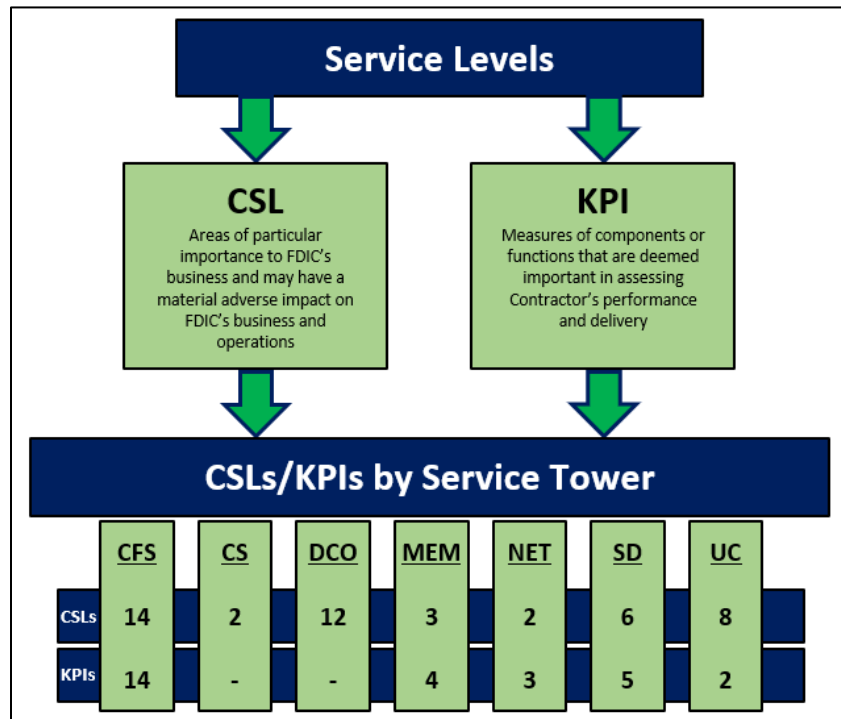 Service Levels
CSL
Areas of particular
importance to FDIC's
business and may have a
material adverse impact on
FDIC's business and
operations
KPI
Measures of components or
functions that are deemed
important in assessing
Contractor's performance
and delivery
CSLs/KPIs by Service Tower
CFS CS DCO MEM NET SD UC
CSLs 14 2 12 3 2 6 8
KPIs 14 - - 4 3 5 2